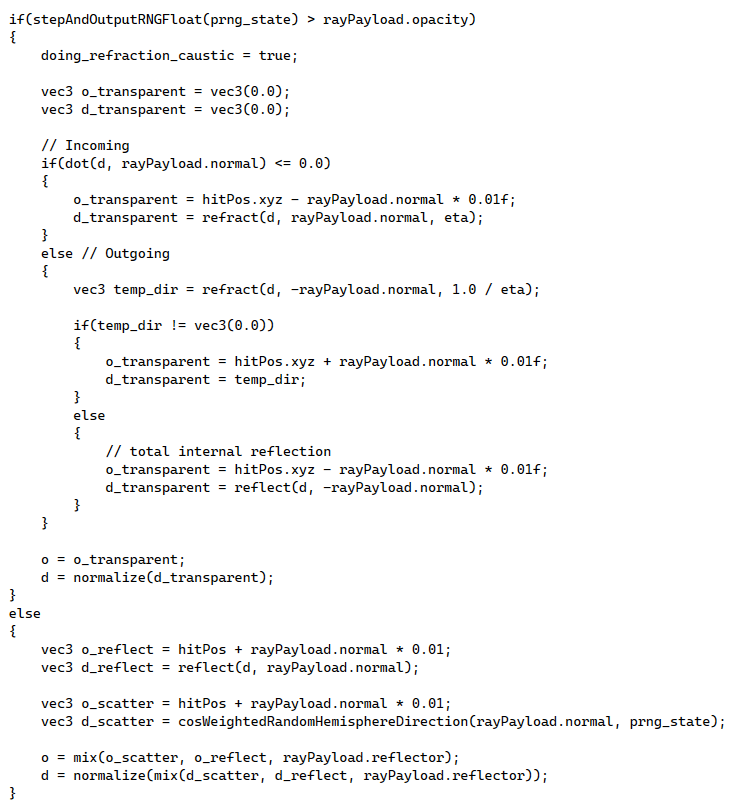 if(stepAndOutputRNGFloat(prng_state) > rayPayload.opacity)
{
    doing_refraction_caustic = true;

    vec3 o_transparent = vec3(0.0);
    vec3 d_transparent = vec3(0.0);

    // Incoming
    if(dot(d, rayPayload.normal) <= 0.0)
    {
        o_transparent = hitPos.xyz - rayPayload.normal * 0.01f;
        d_transparent = refract(d, rayPayload.normal, eta);
    }
    else // Outgoing
    {
        vec3 temp_dir = refract(d, -rayPayload.normal, 1.0 / eta);

        if(temp_dir != vec3(0.0))
        {
            o_transparent = hitPos.xyz + rayPayload.normal * 0.01f;
            d_transparent = temp_dir;
        }
        else
        {
            // total internal reflection
            o_transparent = hitPos.xyz - rayPayload.normal * 0.01f;
            d_transparent = reflect(d, -rayPayload.normal);
        }
    }

    o = o_transparent;
    d = normalize(d_transparent);
}
else
{
    vec3 o_reflect = hitPos + rayPayload.normal * 0.01;
    vec3 d_reflect = reflect(d, rayPayload.normal);

    vec3 o_scatter = hitPos + rayPayload.normal * 0.01;
    vec3 d_scatter = cosWeightedRandomHemisphereDirection(rayPayload.normal, prng_state);

    o = mix(o_scatter, o_reflect, rayPayload.reflector);
    d = normalize(mix(d_scatter, d_reflect, rayPayload.reflector));
}